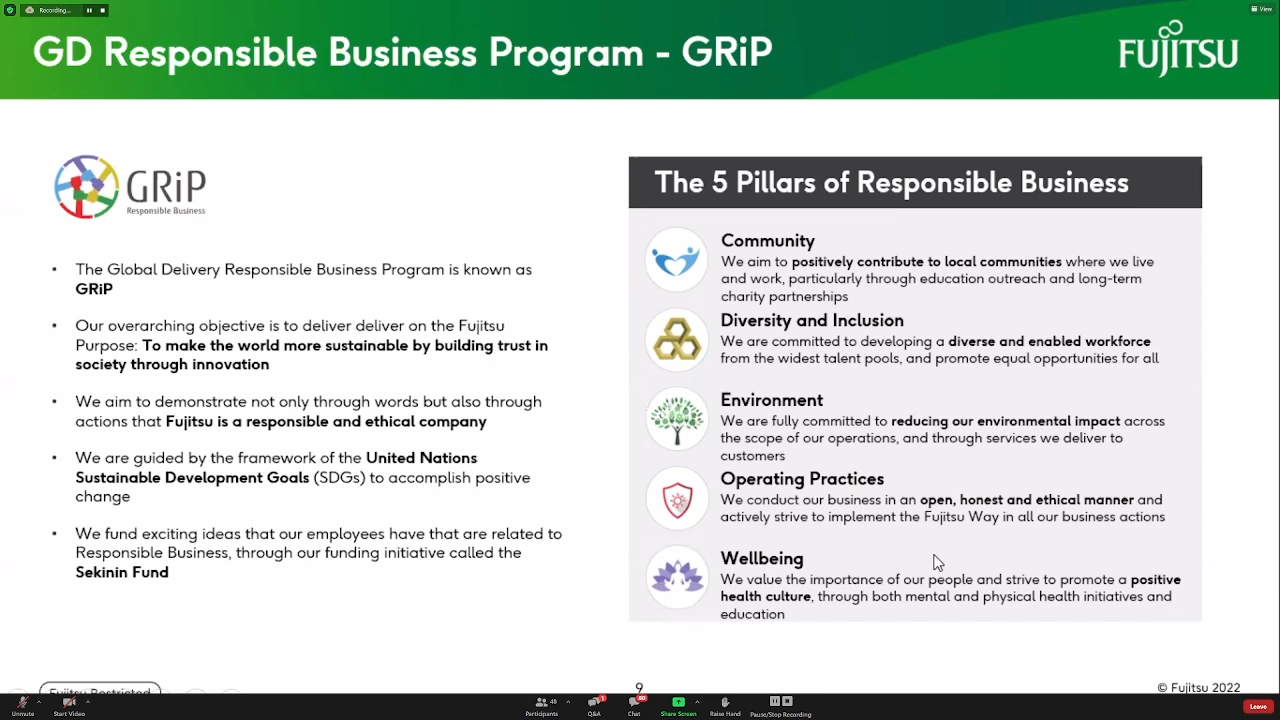 Recording...
View
GD Responsible Business Program - GRiP
FUJITSU
GRiP
Responsible Business
• The Global Delivery Responsible Business Program is known as
GRiP
• Our overarching objective is to deliver deliver on the Fujitsu
Purpose: To make the world more sustainable by building trust in
society through innovation
• We aim to demonstrate not only through words but also through
actions that Fujitsu is a responsible and ethical company
• We are guided by the framework of the United Nations
Sustainable Development Goals (SDGs) to accomplish positive
change
• We fund exciting ideas that our employees have that are related to
Responsible Business, through our funding initiative called the
Sekinin Fund
The 5 Pillars of Responsible Business
Community
We aim to positively contribute to local communities where we live
and work, particularly through education outreach and long-term
charity partnerships
Diversity and Inclusion
We are committed to developing a diverse and enabled workforce
from the widest talent pools, and promote equal opportunities for all
Environment
We are fully committed to reducing our environmental impact across
the scope of our operations, and through services we deliver to
customers
Operating Practices
We conduct our business in an open, honest and ethical manner and
actively strive to implement the Fujitsu Way in all our business actions
Wellbeing
We value the importance of our people and strive to promote a positive
health culture, through both mental and physical health initiatives and
education
Fujitsu Restricted
9
© Fujitsu 2022
Unmute
Start Video
Participants
48
Q&A
1
Chat
Share Screen
Raise Hand
Pause/Stop Recording
Leave